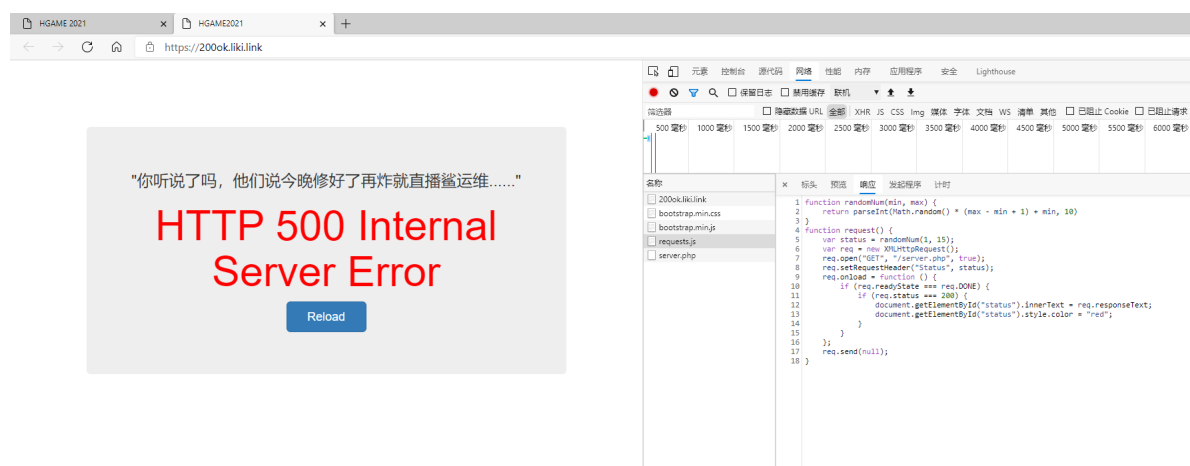 HGAME 2021 × HGAME2021 × +
https://200ok.liki.link
"你听说了吗，他们说今晚修好了再炸就直播鲨运维......"
HTTP 500 Internal
Server Error
Reload
元素 控制台 源代码 网络 性能 内存 应用程序 安全 Lighthouse
保留日志 禁用缓存 联机
筛选器 隐藏数据 URL 全部 XHR JS CSS Img 媒体 字体 文档 WS 清单 其他 已阻止 Cookie 已阻止请求
500 毫秒 1000 毫秒 1500 毫秒 2000 毫秒 2500 毫秒 3000 毫秒 3500 毫秒 4000 毫秒 4500 毫秒 5000 毫秒 5500 毫秒 6000 毫秒
名称
200ok.liki.link
bootstrap.min.css
bootstrap.min.js
requests.js
server.php
× 标头 预览 响应 发起程序 计时
1 function randomNum(min, max) {
2     return parseInt(Math.random() * (max - min + 1) + min, 10)
3 }
4 function request() {
5     var status = randomNum(1, 15);
6     var req = new XMLHttpRequest();
7     req.open("GET", "/server.php", true);
8     req.setRequestHeader("Status", status);
9     req.onload = function () {
10         if (req.readyState === req.DONE) {
11             if (req.status === 200) {
12                 document.getElementById("status").innerText = req.responseText;
13                 document.getElementById("status").style.color = "red";
14             }
15         }
16     };
17     req.send(null);
18 }